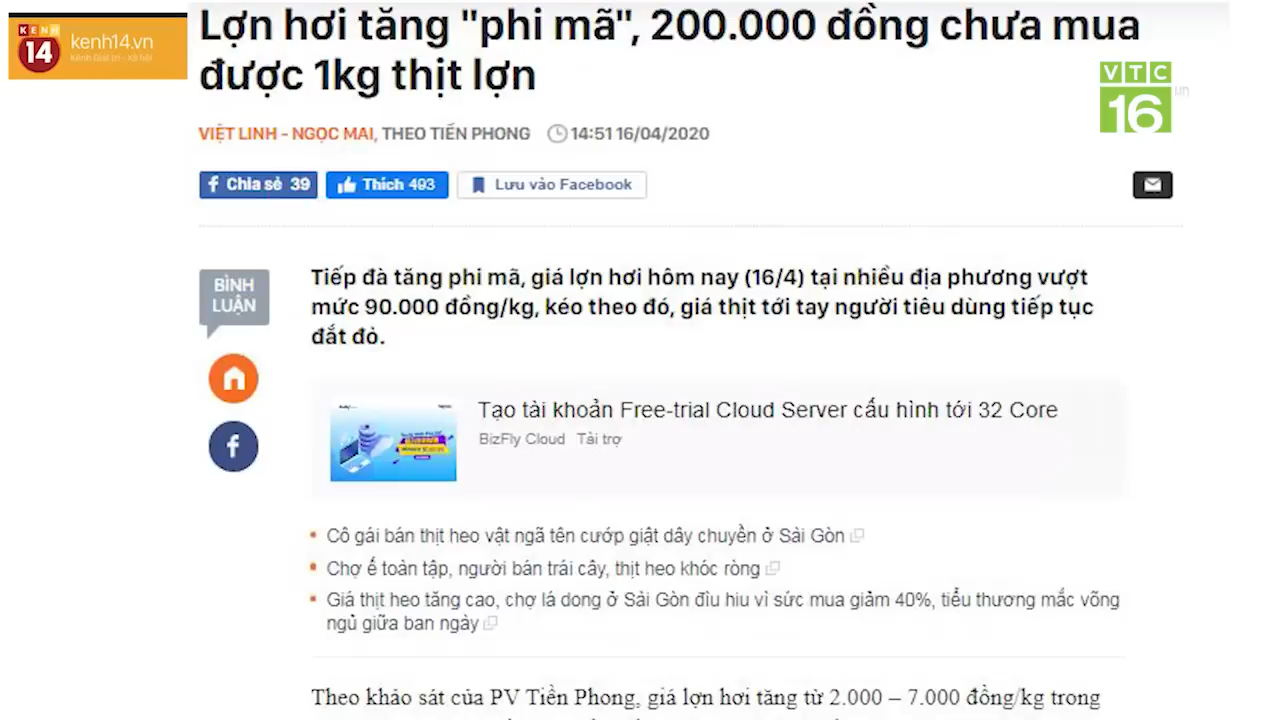 KENH
14
kenh14.vn
Kênh Giải trí - Xã hội
Lợn hơi tăng "phi mã", 200.000 đồng chưa mua
được 1kg thịt lợn
VTC
16
.vn
VIỆT LINH - NGỌC MAI, THEO TIỀN PHONG 14:51 16/04/2020
Chia sẻ 39 Thích 493 Lưu vào Facebook
BÌNH
LUẬN
Tiếp đà tăng phi mã, giá lợn hơi hôm nay (16/4) tại nhiều địa phương vượt
mức 90.000 đồng/kg, kéo theo đó, giá thịt tới tay người tiêu dùng tiếp tục
đắt đỏ.
Tạo tài khoản Free-trial Cloud Server cấu hình tới 32 Core
BizFly Cloud Tài trợ
Cô gái bán thịt heo vật ngã tên cướp giật dây chuyền ở Sài Gòn
Chợ ế toàn tập, người bán trái cây, thịt heo khóc ròng
Giá thịt heo tăng cao, chợ lá dong ở Sài Gòn đìu hiu vì sức mua giảm 40%, tiểu thương mắc võng
ngủ giữa ban ngày
Theo khảo sát của PV Tiền Phong, giá lợn hơi tăng từ 2.000 – 7.000 đồng/kg trong